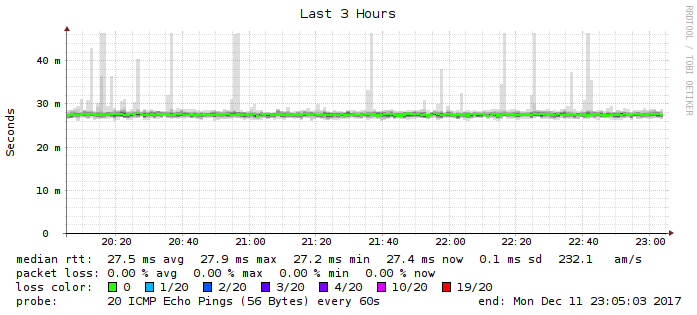 Last 3 Hours
RRDTOOL / TOBI OETIKER
Seconds
40 m
30 m
20 m
10 m
0
20:20 20:40 21:00 21:20 21:40 22:00 22:20 22:40 23:00
median rtt: 27.5 ms avg 27.9 ms max 27.2 ms min 27.4 ms now 0.1 ms sd 232.1 am/s
packet loss: 0.00 % avg 0.00 % max 0.00 % min 0.00 % now
loss color: 0 1/20 2/20 3/20 4/20 10/20 19/20
probe: 20 ICMP Echo Pings (56 Bytes) every 60s end: Mon Dec 11 23:05:03 2017